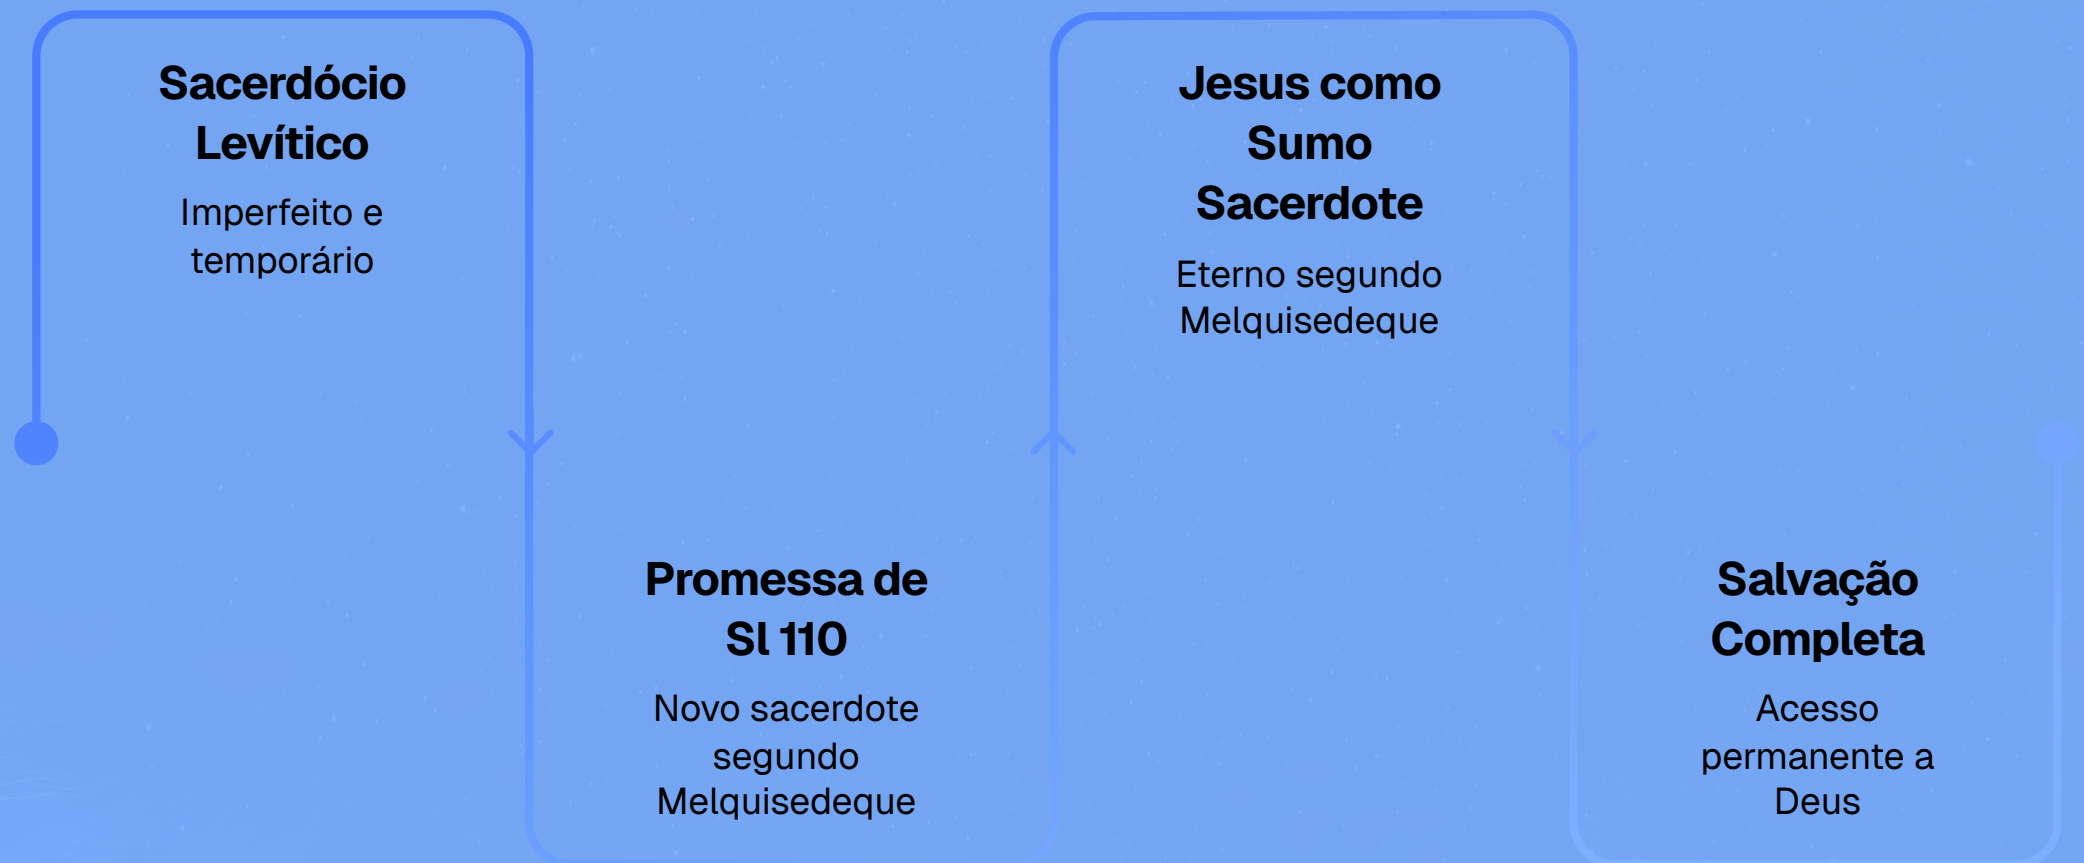 Sacerdócio
Levítico
Imperfeito e
temporário
Promessa de
Sl 110
Novo sacerdote
segundo
Melquisedeque
Jesus como
Sumo
Sacerdote
Eterno segundo
Melquisedeque
Salvação
Completa
Acesso
permanente a
Deus